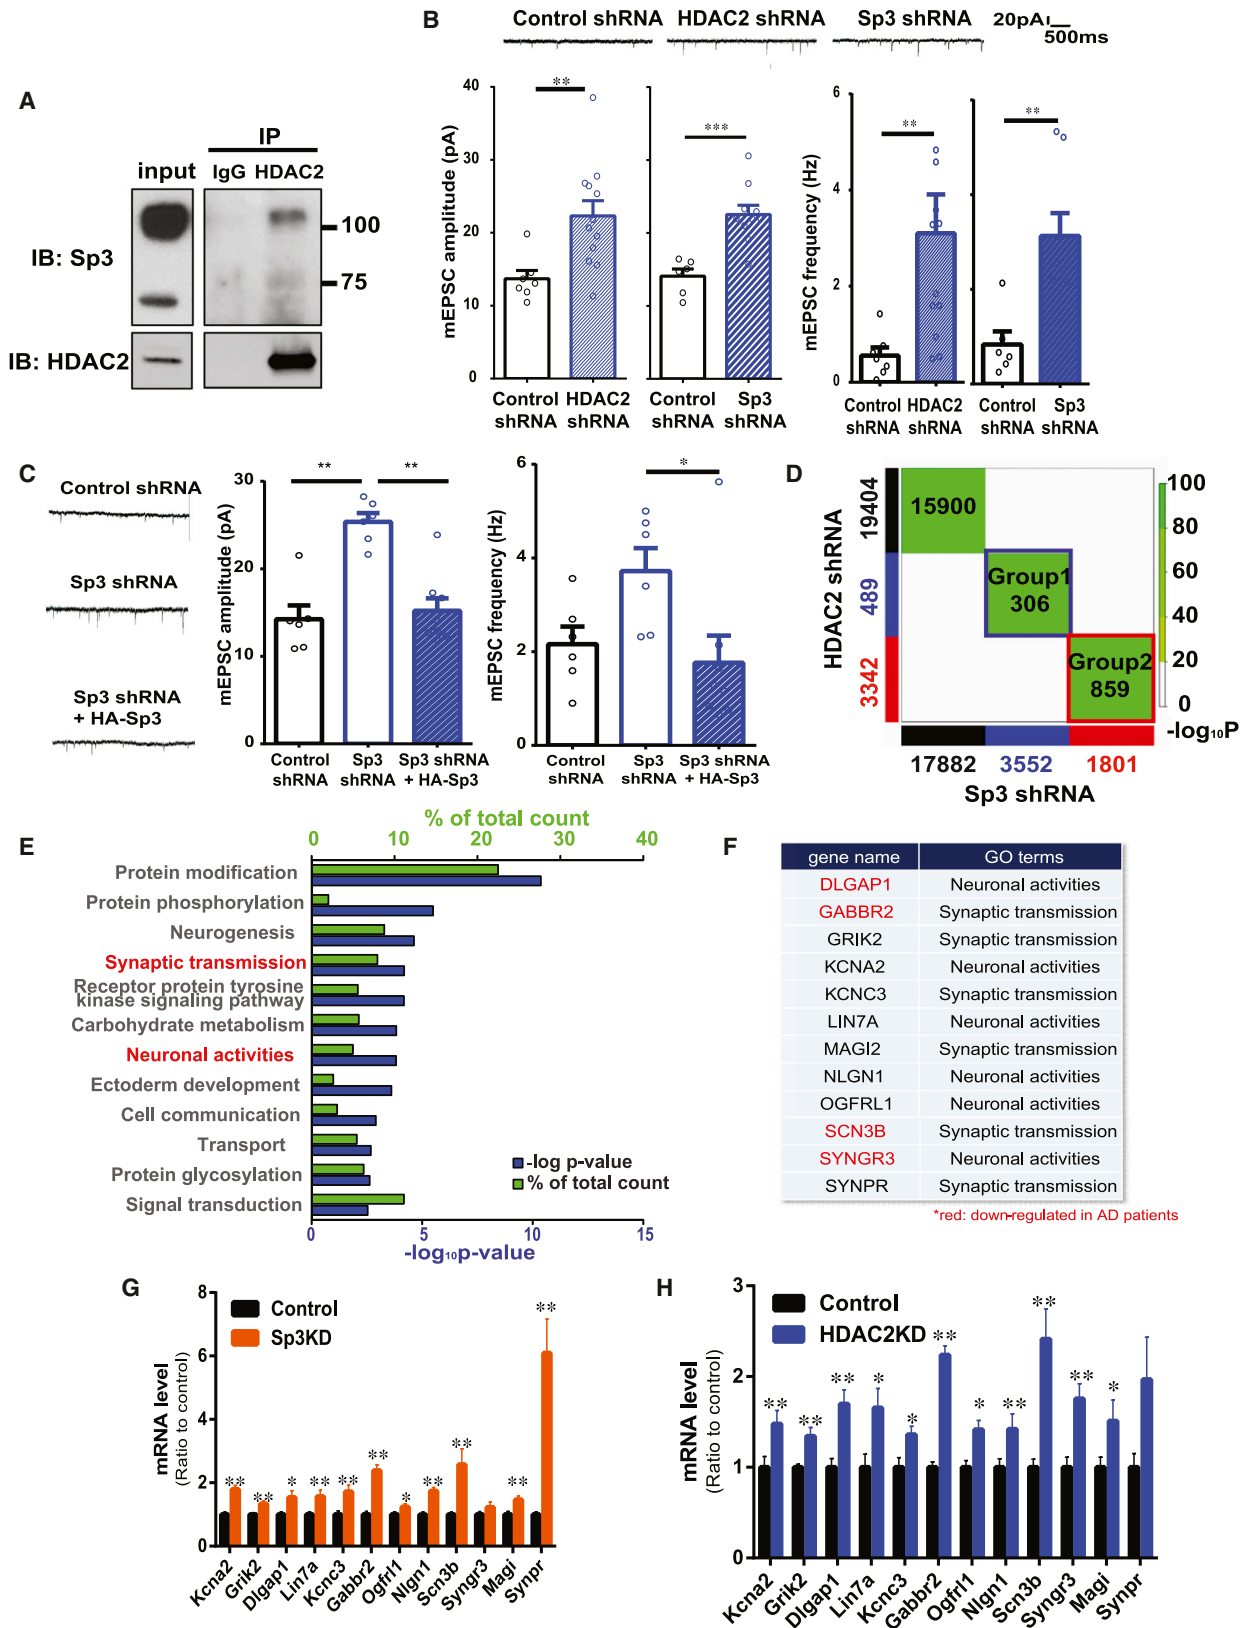 A
IP
input
IgG HDAC2
IB: Sp3
100
75
IB: HDAC2
B
Control shRNA HDAC2 shRNA Sp3 shRNA 20pA
500ms
mEPSC amplitude (pA)
40
30
20
10
0
**
***
Control shRNA
HDAC2 shRNA
Control shRNA
Sp3 shRNA
mEPSC frequency (Hz)
6
4
2
0
**
**
Control shRNA
HDAC2 shRNA
Control shRNA
Sp3 shRNA
C
Control shRNA
Sp3 shRNA
Sp3 shRNA
+ HA-Sp3
mEPSC amplitude (pA)
30
20
10
0
**
**
Control shRNA
Sp3 shRNA
Sp3 shRNA + HA-Sp3
mEPSC frequency (Hz)
6
4
2
0
*
Control shRNA
Sp3 shRNA
Sp3 shRNA + HA-Sp3
D
HDAC2 shRNA
19404
489
3342
15900
Group1
306
Group2
859
17882 3552 1801
Sp3 shRNA
100
80
60
40
20
0
-log₁₀P
E
% of total count
0 10 20 30 40
Protein modification
Protein phosphorylation
Neurogenesis
Synaptic transmission
Receptor protein tyrosine
kinase signaling pathway
Carbohydrate metabolism
Neuronal activities
Ectoderm development
Cell communication
Transport
Protein glycosylation
Signal transduction
-log p-value
% of total count
0 5 10 15
-log₁₀p-value
F
gene name GO terms
DLGAP1 Neuronal activities
GABBR2 Synaptic transmission
GRIK2 Synaptic transmission
KCNA2 Neuronal activities
KCNC3 Synaptic transmission
LIN7A Neuronal activities
MAGI2 Synaptic transmission
NLGN1 Neuronal activities
OGFRL1 Neuronal activities
SCN3B Synaptic transmission
SYNGR3 Neuronal activities
SYNPR Synaptic transmission
*red: down-regulated in AD patients
G
Control
Sp3KD
mRNA level
(Ratio to control)
8
6
4
2
0
** ** * ** ** ** * ** ** * ** **
Kcna2 Grik2 Dlgap1 Lin7a Kcnc3 Gabbr2 Ogfrl1 Nlgn1 Scn3b Syngr3 Magi Synpr
H
Control
HDAC2KD
mRNA level
(Ratio to control)
3
2
1
0
** ** ** * * ** * ** ** ** *
Kcna2 Grik2 Dlgap1 Lin7a Kcnc3 Gabbr2 Ogfrl1 Nlgn1 Scn3b Syngr3 Magi Synpr